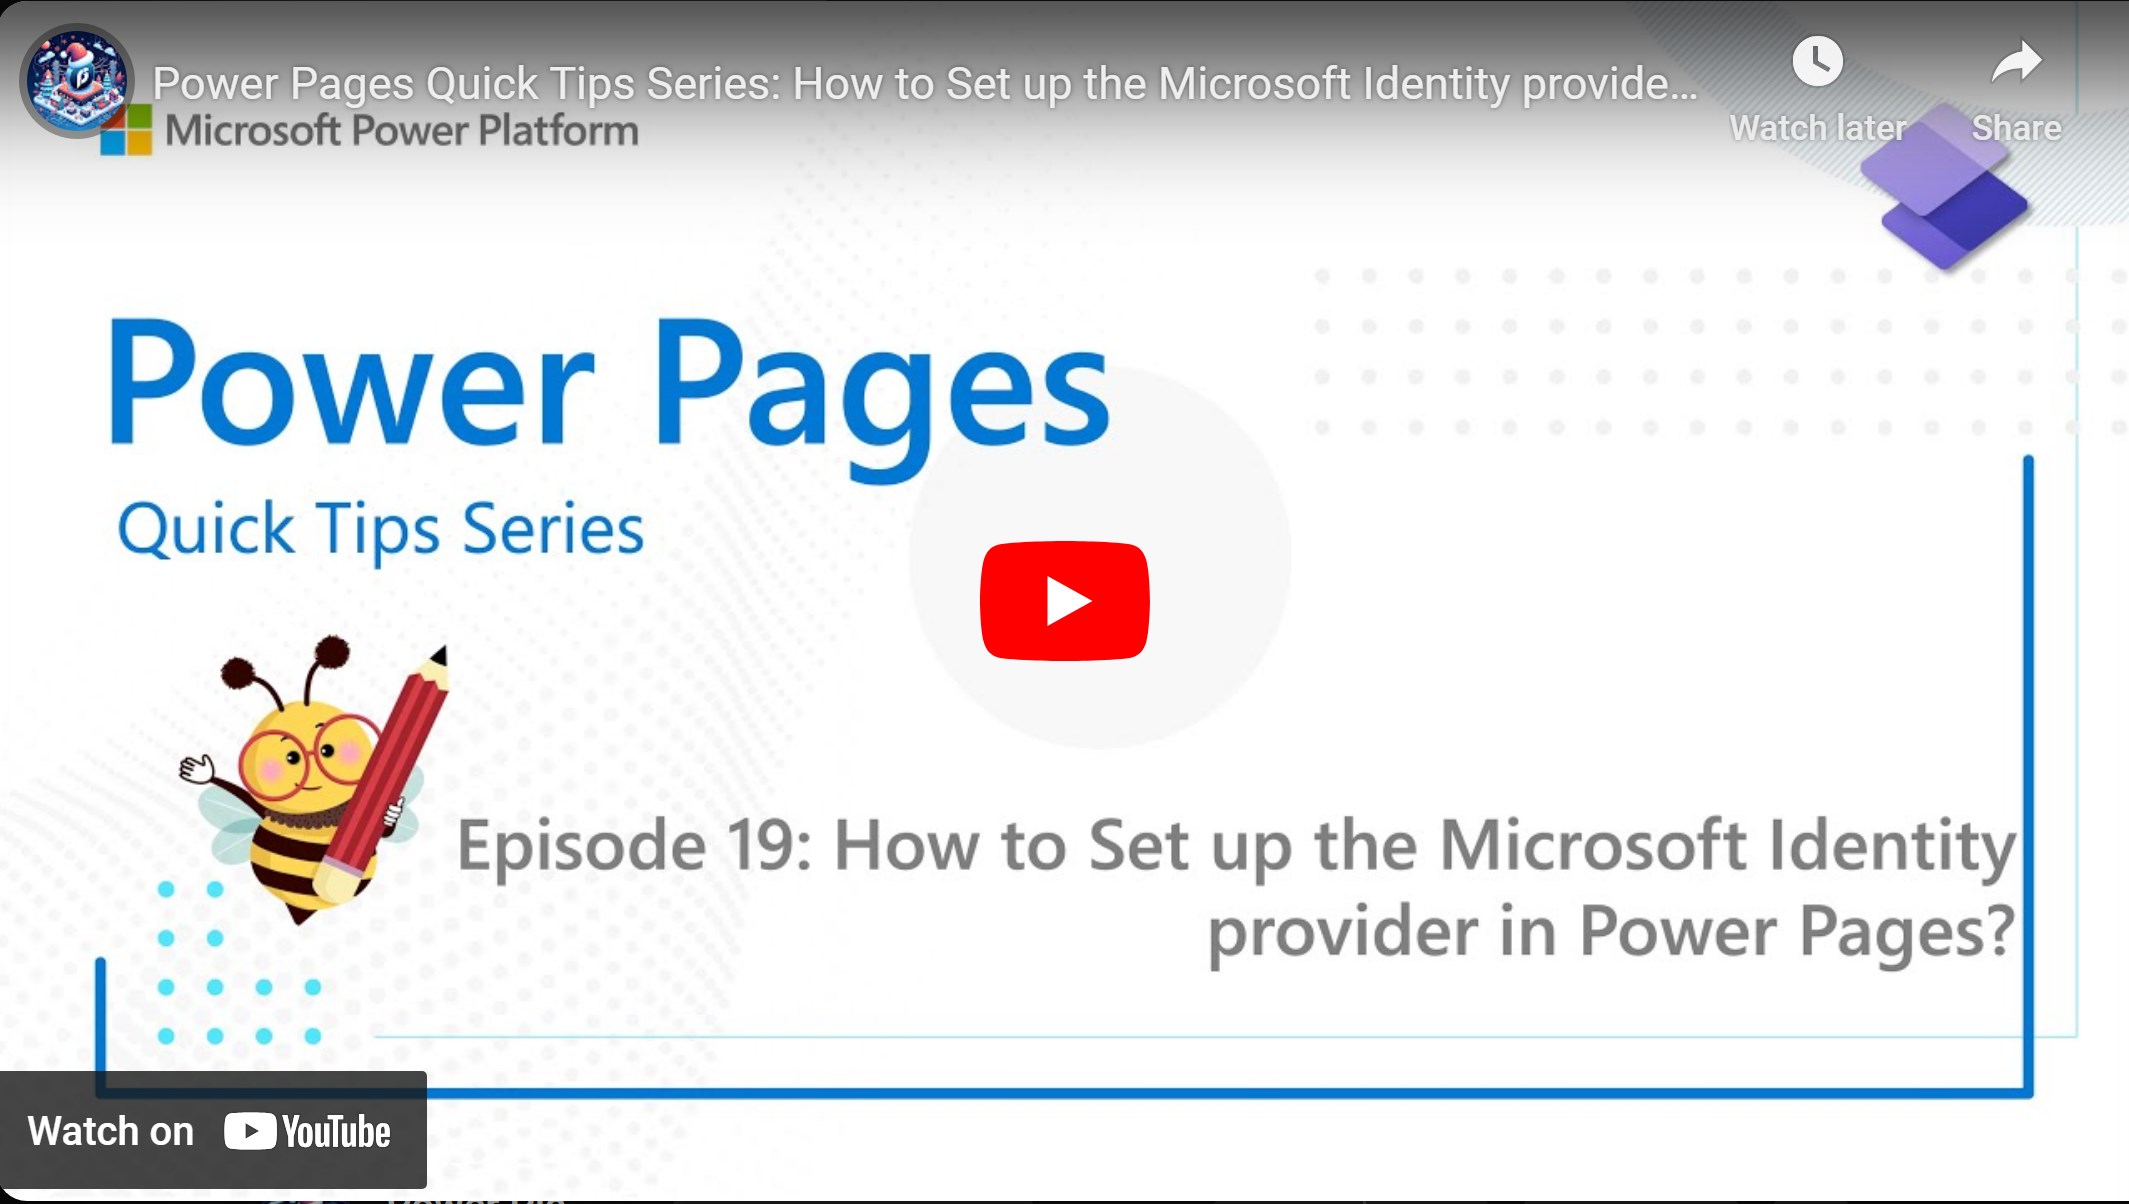 Power Pages Quick Tips Series: How to Set up the Microsoft Identity provide...
Watch later
Share
Microsoft Power Platform
Power Pages
Quick Tips Series
Episode 19: How to Set up the Microsoft Identity
provider in Power Pages?
Watch on YouTube